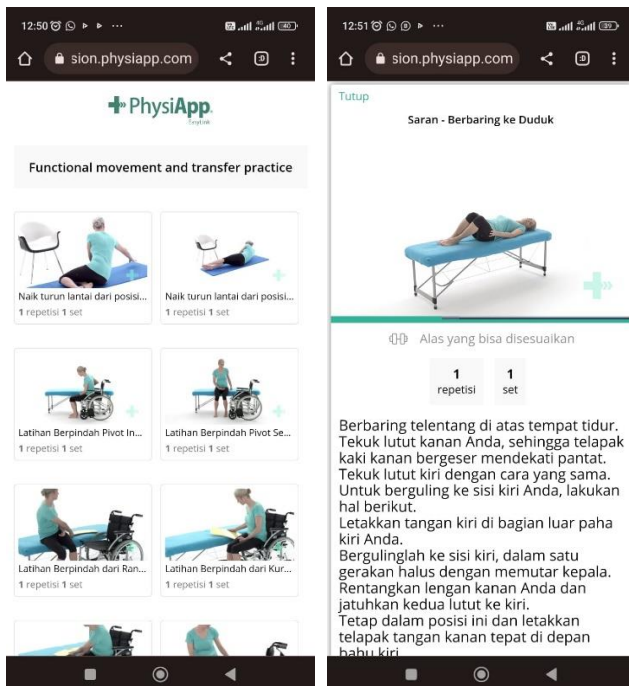 12:50
4G
40
sion.physiapp.com
:D
PhysiApp.
TinyLink
Functional movement and transfer practice
Naik turun lantai dari posisi...
1 repetisi 1 set
Naik turun lantai dari posisi...
1 repetisi 1 set
Latihan Berpindah Pivot In...
1 repetisi 1 set
Latihan Berpindah Pivot Se...
1 repetisi 1 set
Latihan Berpindah dari Ran...
1 repetisi 1 set
Latihan Berpindah dari Kur...
1 repetisi 1 set
12:51
4G
39
sion.physiapp.com
:D
Tutup
Saran - Berbaring ke Duduk
Alas yang bisa disesuaikan
1
repetisi
1
set
Berbaring telentang di atas tempat tidur.
Tekuk lutut kanan Anda, sehingga telapak
kaki kanan bergeser mendekati pantat.
Tekuk lutut kiri dengan cara yang sama.
Untuk berguling ke sisi kiri Anda, lakukan
hal berikut.
Letakkan tangan kiri di bagian luar paha
kiri Anda.
Bergulinglah ke sisi kiri, dalam satu
gerakan halus dengan memutar kepala.
Rentangkan lengan kanan Anda dan
jatuhkan kedua lutut ke kiri.
Tetap dalam posisi ini dan letakkan
telapak tangan kanan tepat di depan
bahu kiri